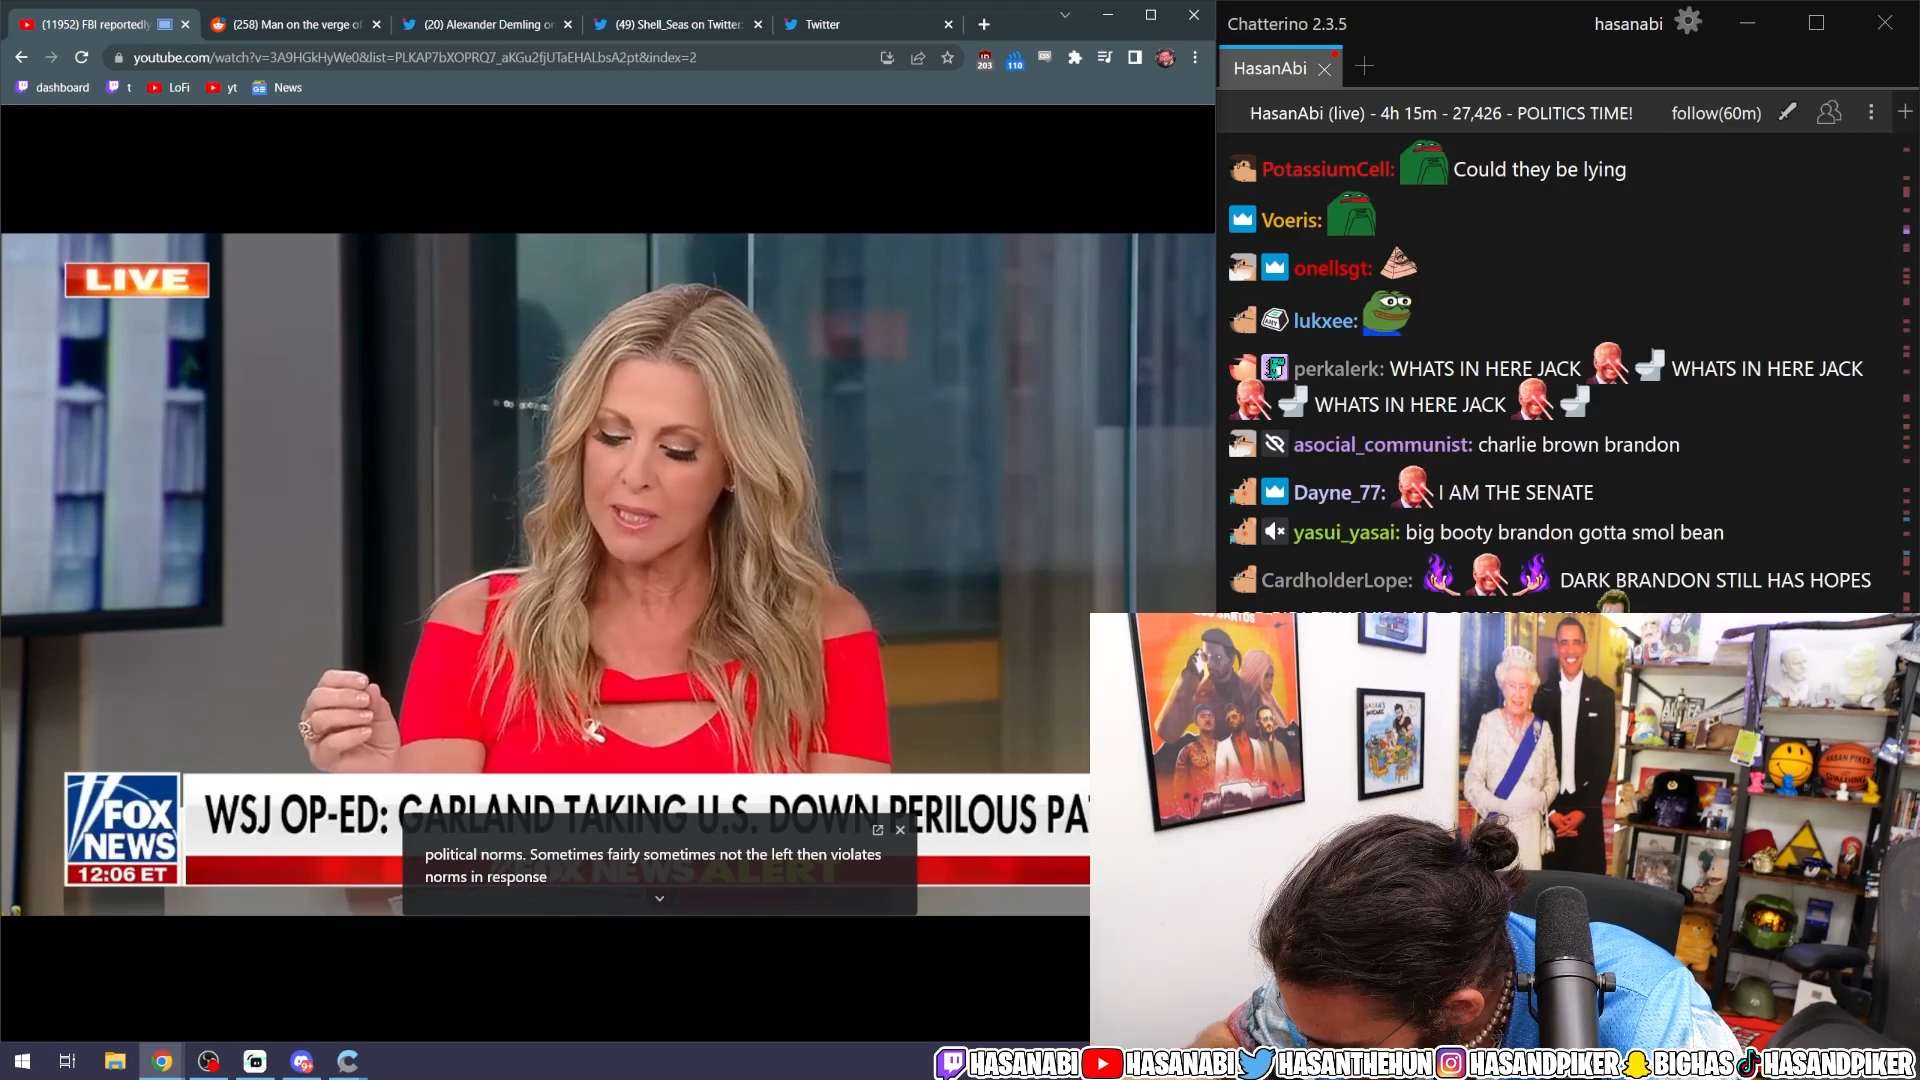 (11952) FBI reportedly
(258) Man on the verge of
(20) Alexander Demling on
(49) Shell_Seas on Twitter:
Twitter
youtube.com/watch?v=3A9HGkHyWe0&list=PLKAP7bXOPRQ7_aKGu2fjUTaEHALbsA2pt&index=2
203
110
dashboard
t
LoFi
yt
News
Chatterino 2.3.5
hasanabi
HasanAbi
HasanAbi (live) - 4h 15m - 27,426 - POLITICS TIME!
follow(60m)
PotassiumCell: Could they be lying
Voeris:
onellsgt:
lukxee:
perkalerk: WHATS IN HERE JACK WHATS IN HERE JACK
WHATS IN HERE JACK
asocial_communist: charlie brown brandon
Dayne_77: I AM THE SENATE
yasui_yasai: big booty brandon gotta smol bean
CardholderLope: DARK BRANDON STILL HAS HOPES
LIVE
FOX
NEWS
12:06 ET
WSJ OP-ED: GARLAND TAKING U.S. DOWN PERILOUS PA
political norms. Sometimes fairly sometimes not the left then violates
norms in response
HASAN PIKER
SPALDING
HASANABI
HASANABI
HASANTHEHUN
HASANDPIKER
BIGHAS
HASANDPIKER